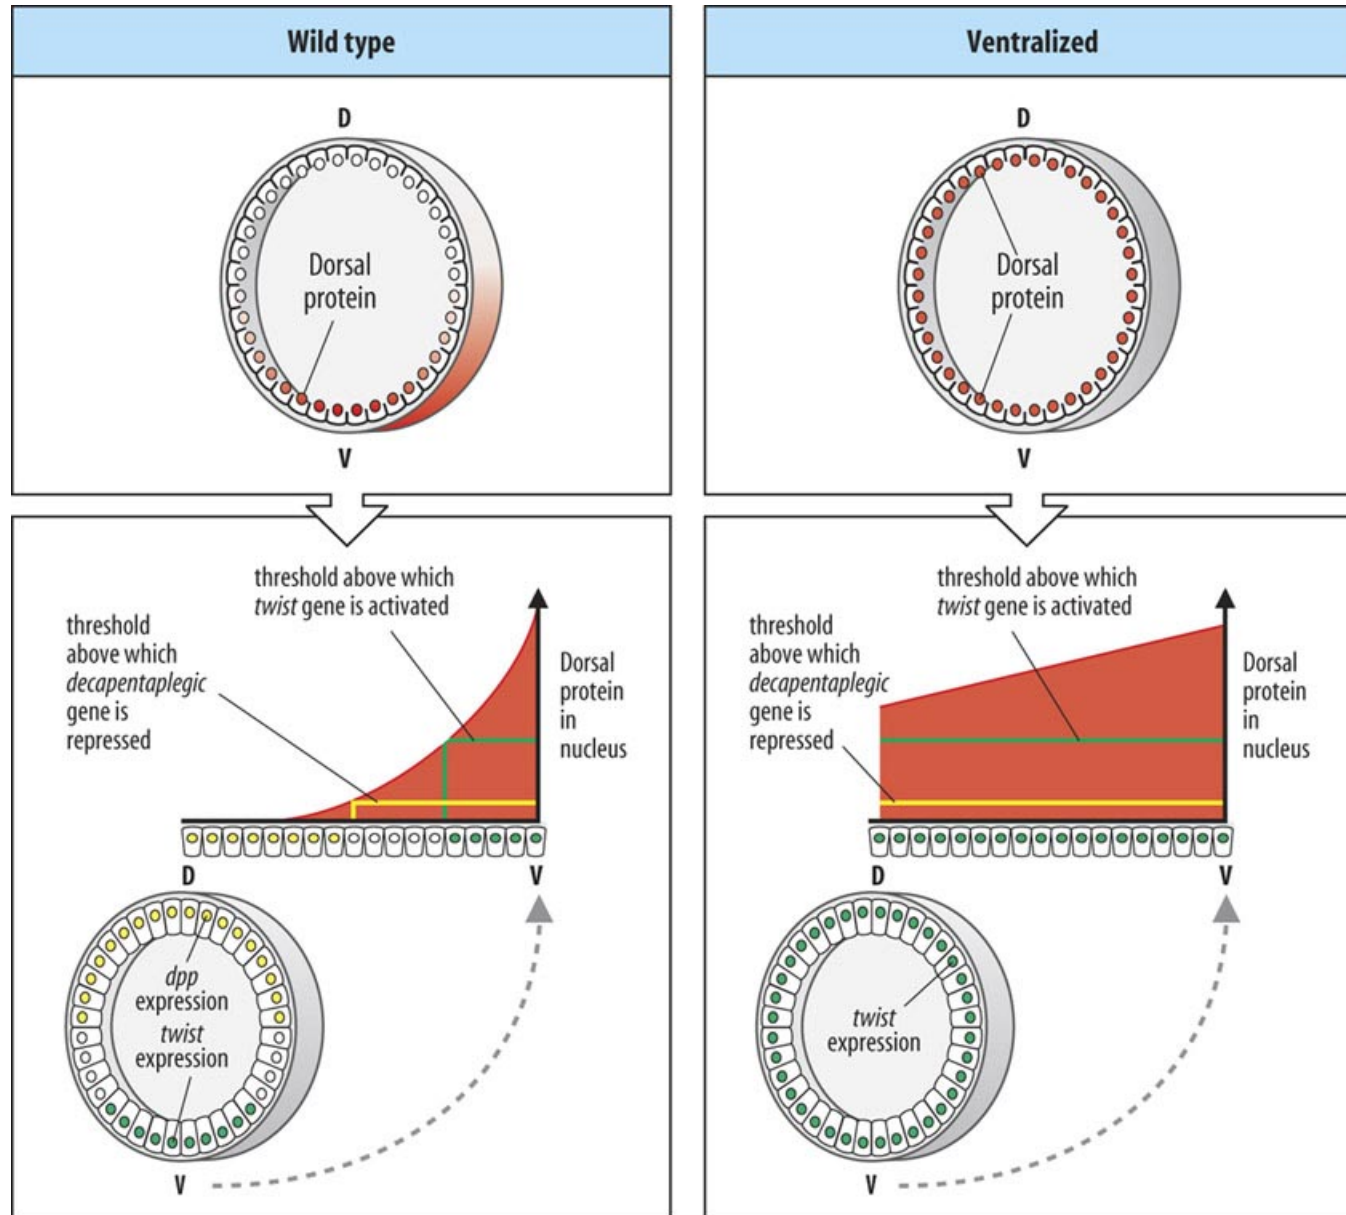 Wild type
D
Dorsal
protein
V
threshold above which
twist gene is activated
threshold
above which
decapentaplegic
gene is
repressed
Dorsal
protein
in
nucleus
D
V
dpp
expression
twist
expression
V
Ventralized
D
Dorsal
protein
V
threshold above which
twist gene is activated
threshold
above which
decapentaplegic
gene is
repressed
Dorsal
protein
in
nucleus
D
V
twist
expression
V